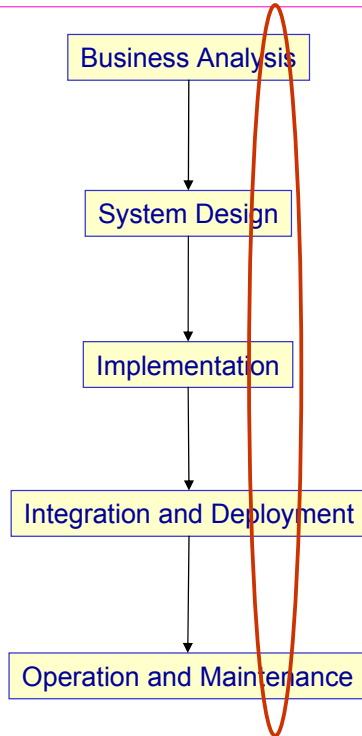 Business Analysis
System Design
Implementation
Integration and Deployment
Operation and Maintenance